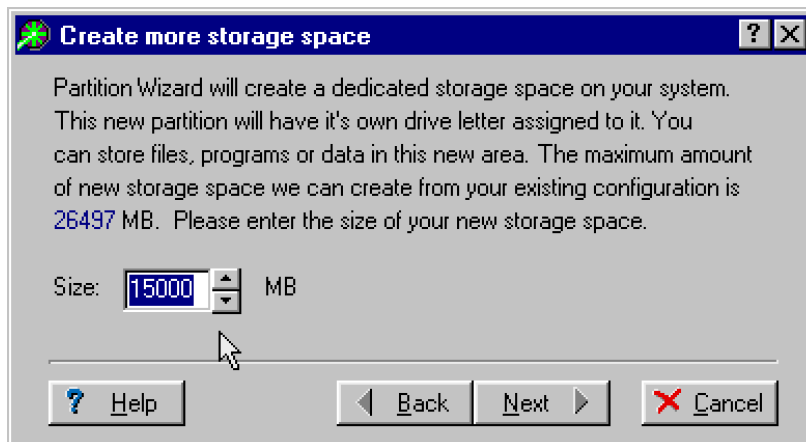 Create more storage space
Partition Wizard will create a dedicated storage space on your system.
This new partition will have it's own drive letter assigned to it. You
can store files, programs or data in this new area. The maximum amount
of new storage space we can create from your existing configuration is
26497 MB. Please enter the size of your new storage space.
Size: 15000 MB
? Help Back Next Cancel